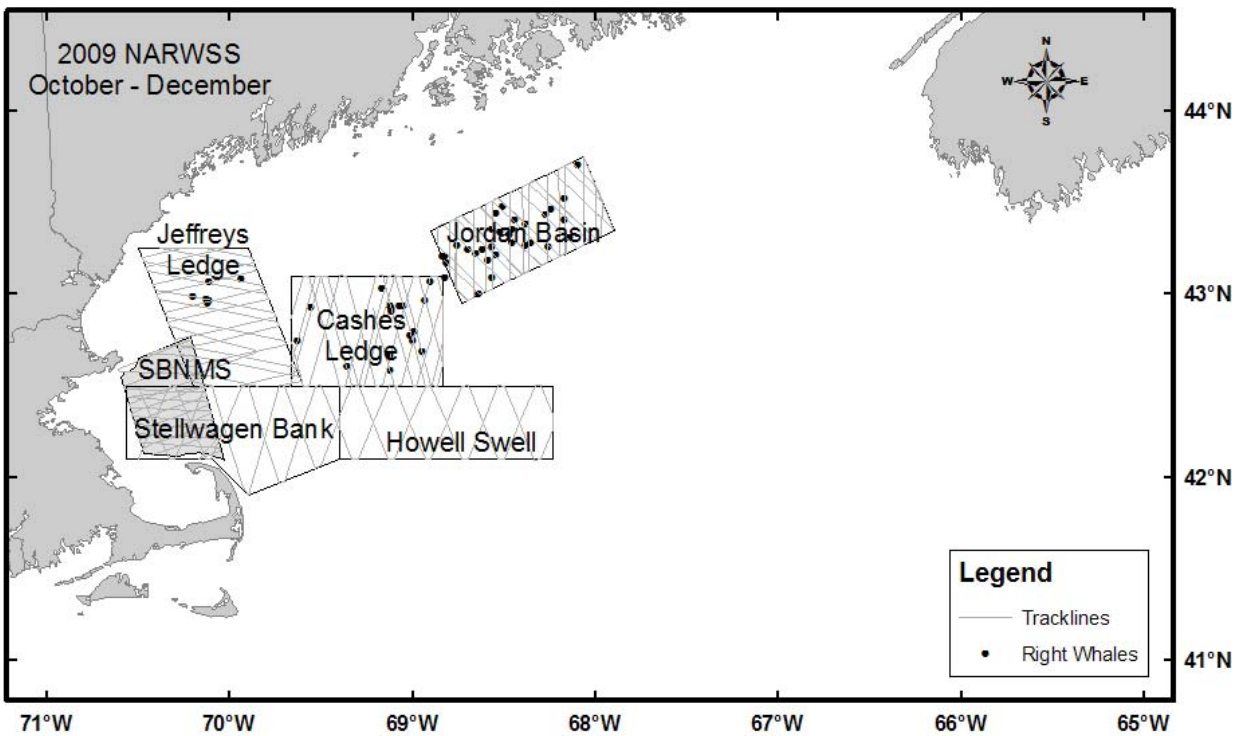 2009 NARWSS
October - December
N
W
E
S
44°N
Jeffreys
Ledge
Jordan Basin
43°N
Cashes
Ledge
SBNMS
Stellwagen Bank
Howell Swell
42°N
Legend
Tracklines
Right Whales
41°N
71°W
70°W
69°W
68°W
67°W
66°W
65°W